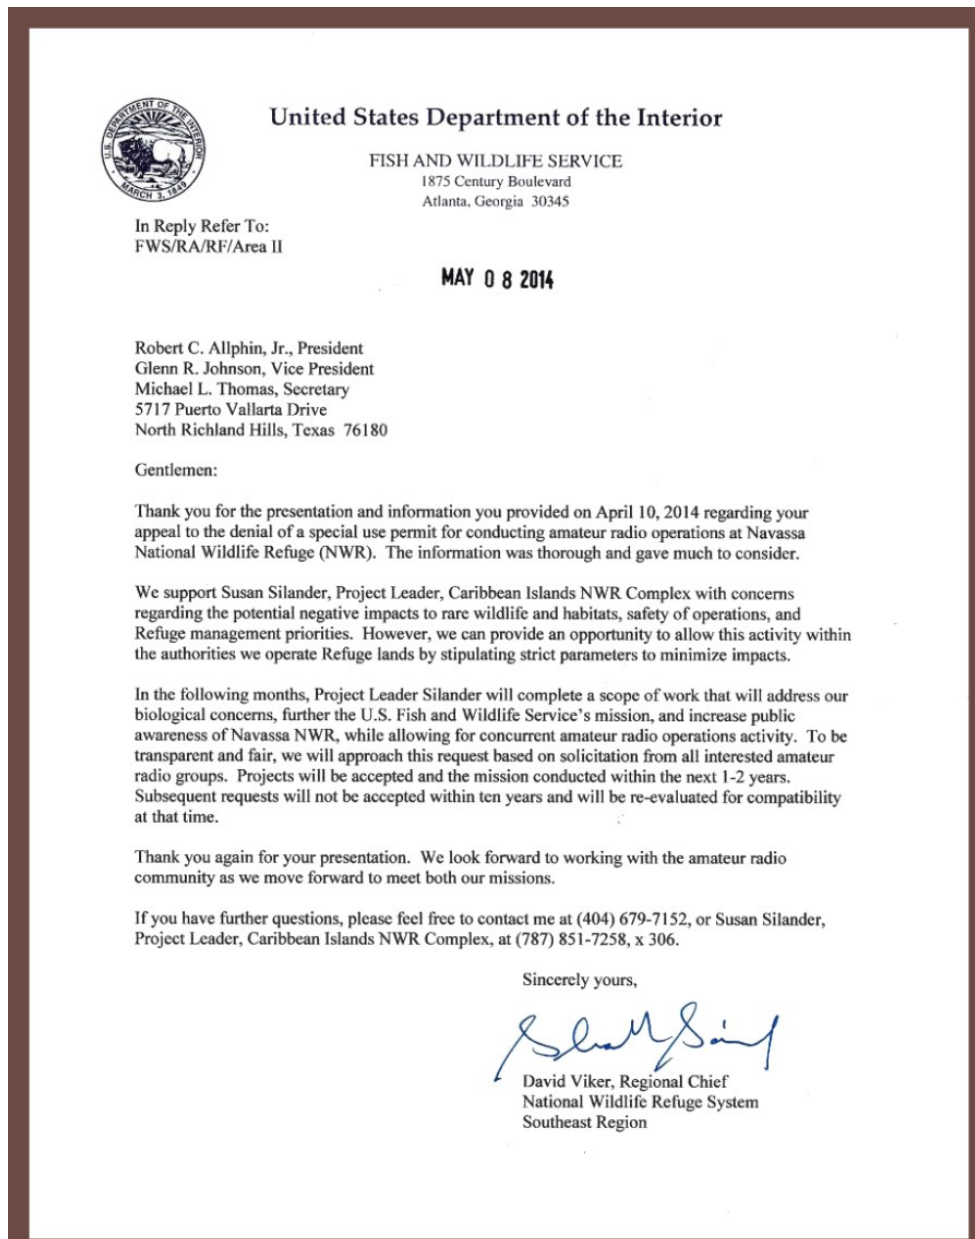 U.S. DEPARTMENT OF THE INTERIOR
MARCH 3, 1849
United States Department of the Interior
FISH AND WILDLIFE SERVICE
1875 Century Boulevard
Atlanta, Georgia 30345
In Reply Refer To:
FWS/RA/RF/Area II
MAY 08 2014
Robert C. Allphin, Jr., President
Glenn R. Johnson, Vice President
Michael L. Thomas, Secretary
5717 Puerto Vallarta Drive
North Richland Hills, Texas 76180
Gentlemen:
Thank you for the presentation and information you provided on April 10, 2014 regarding your
appeal to the denial of a special use permit for conducting amateur radio operations at Navassa
National Wildlife Refuge (NWR). The information was thorough and gave much to consider.
We support Susan Silander, Project Leader, Caribbean Islands NWR Complex with concerns
regarding the potential negative impacts to rare wildlife and habitats, safety of operations, and
Refuge management priorities. However, we can provide an opportunity to allow this activity within
the authorities we operate Refuge lands by stipulating strict parameters to minimize impacts.
In the following months, Project Leader Silander will complete a scope of work that will address our
biological concerns, further the U.S. Fish and Wildlife Service's mission, and increase public
awareness of Navassa NWR, while allowing for concurrent amateur radio operations activity. To be
transparent and fair, we will approach this request based on solicitation from all interested amateur
radio groups. Projects will be accepted and the mission conducted within the next 1-2 years.
Subsequent requests will not be accepted within ten years and will be re-evaluated for compatibility
at that time.
Thank you again for your presentation. We look forward to working with the amateur radio
community as we move forward to meet both our missions.
If you have further questions, please feel free to contact me at (404) 679-7152, or Susan Silander,
Project Leader, Caribbean Islands NWR Complex, at (787) 851-7258, x 306.
Sincerely yours,
David Viker, Regional Chief
National Wildlife Refuge System
Southeast Region